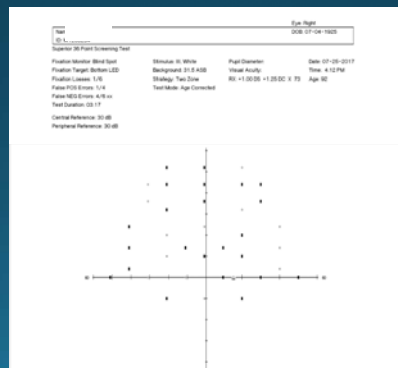 Eye: Right
DOB: 07-04-1925
ID:
Superior 36 Point Screening Test
Fixation Monitor: Blind Spot Stimulus: III, White Pupil Diameter: Date: 07-25-2017
Fixation Target: Bottom LED Background: 31.5 ASB Visual Acuity: Time: 4:12 PM
Fixation Losses: 1/6 Strategy: Two Zone RX: +1.00 DS +1.25 DC X 73 Age: 92
False POS Errors: 1/4 Test Mode: Age Corrected
False NEG Errors: 4/6 xx
Test Duration: 03:17
Central Reference: 30 dB
Peripheral Reference: 30 dB